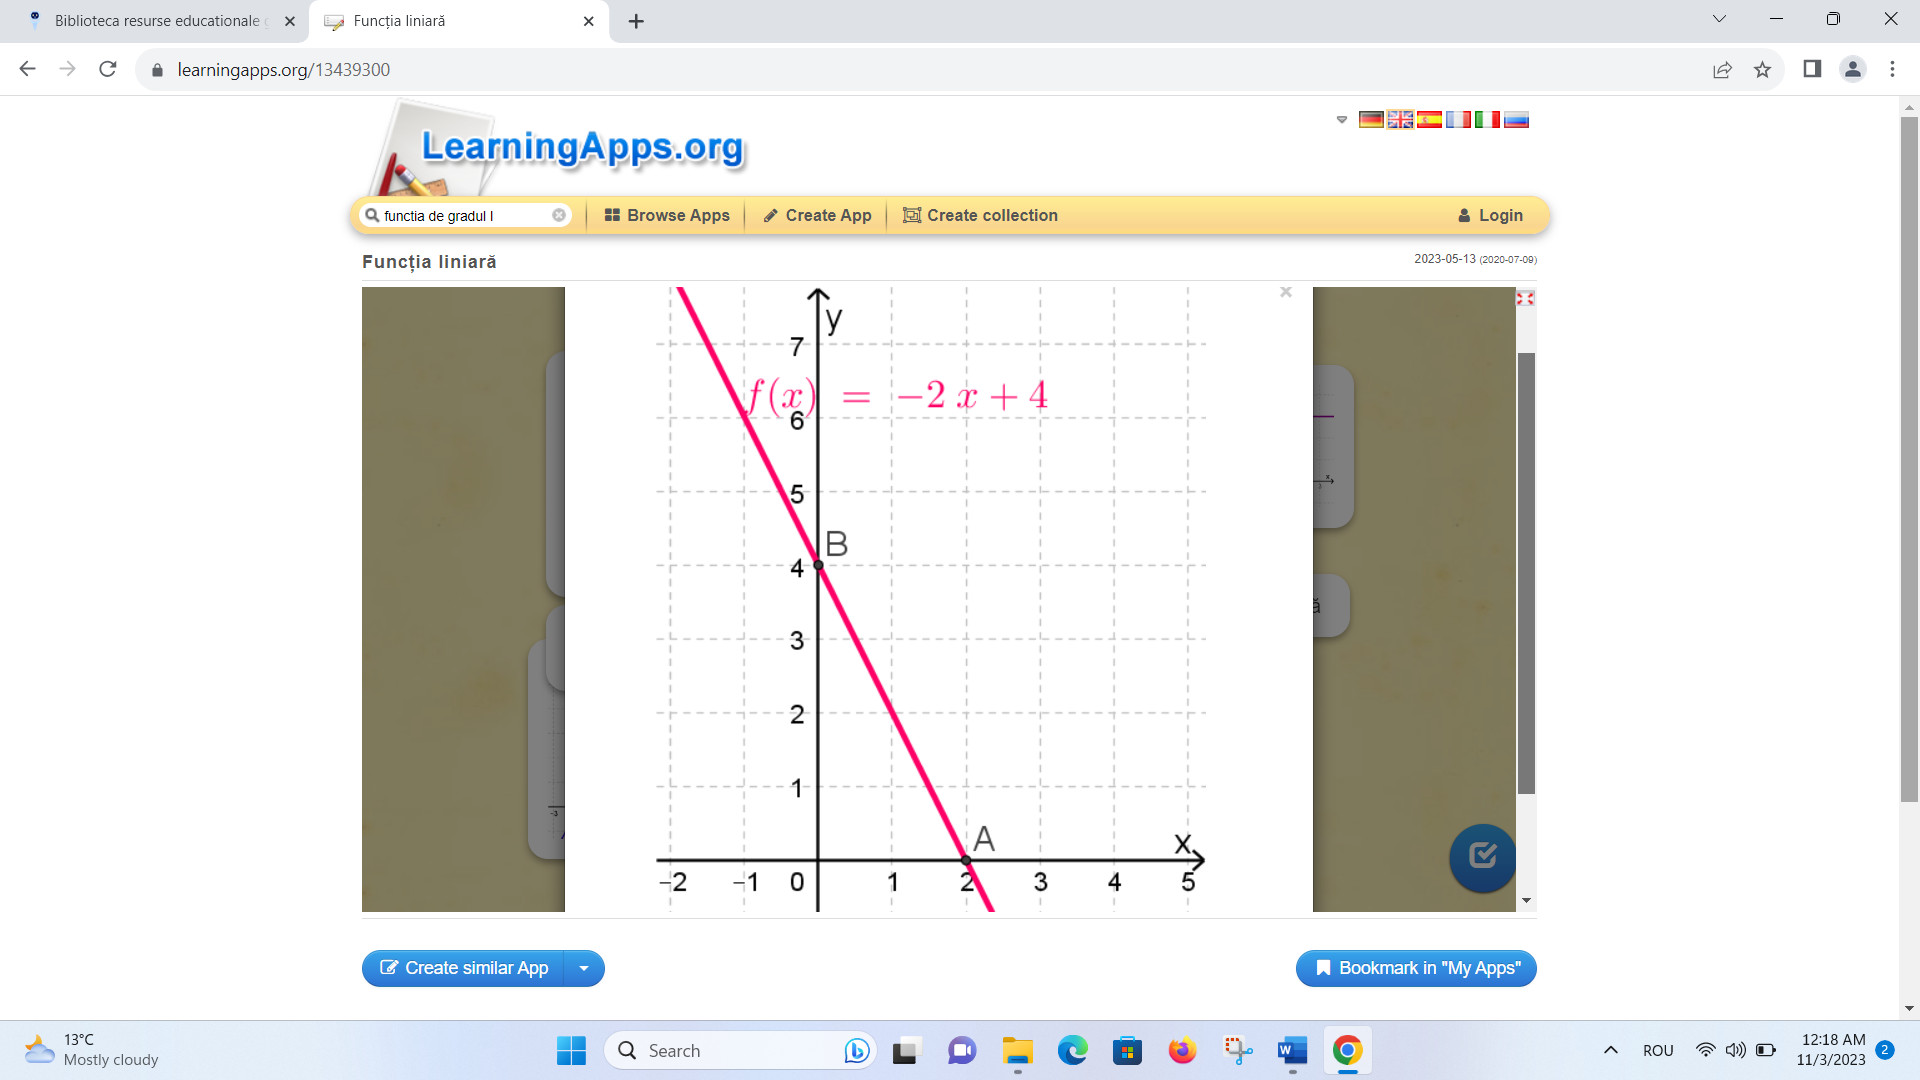 Biblioteca resurse educationale
Funcția liniară
learningapps.org/13439300
LearningApps.org
functia de gradul I
Browse Apps
Create App
Create collection
Login
Funcția liniară
2023-05-13 (2020-07-09)
y
7
f(x) = −2 x + 4
6
5
B
4
3
2
1
A
x
−2 −1 0 1 2 3 4 5
ă
x
3
−3
Create similar App
Bookmark in "My Apps"
13°C
Mostly cloudy
Search
ROU
12:18 AM
11/3/2023
2